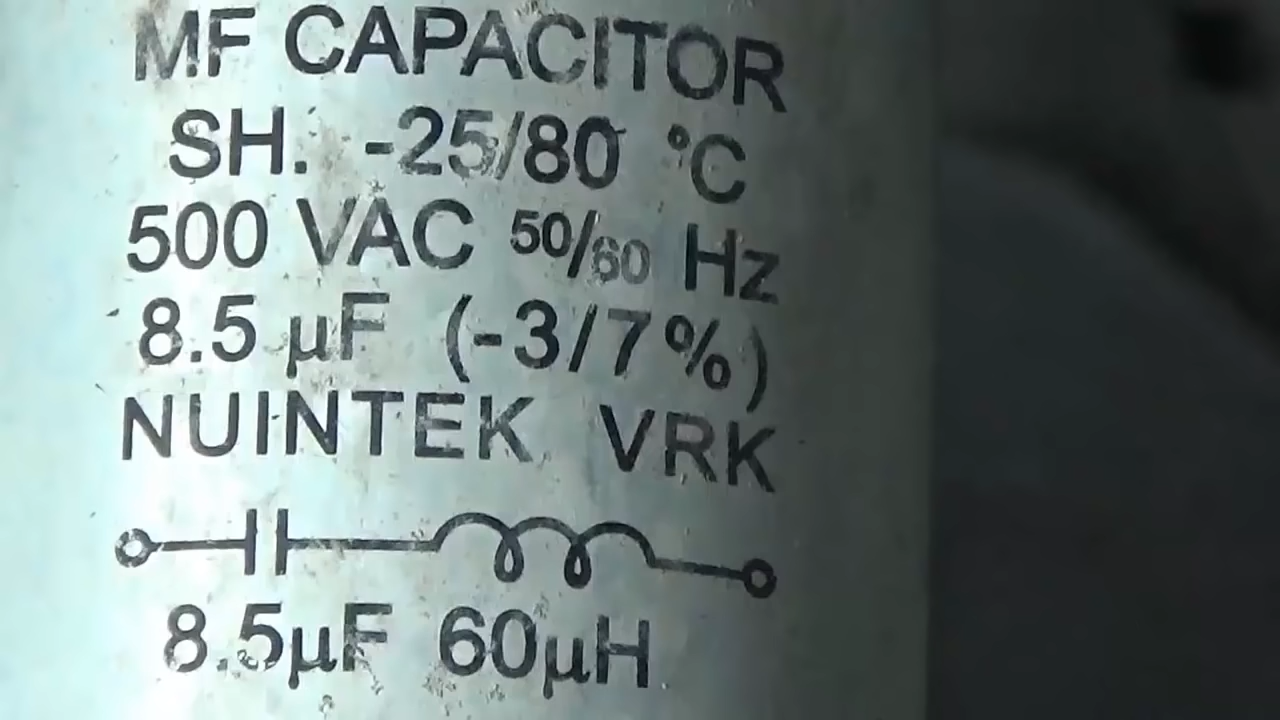 MF CAPACITOR
SH. -25/80 °C
500 VAC 50/60 Hz
8.5 µF (-3/7%)
NUINTEK VRK
8.5µF 60µH